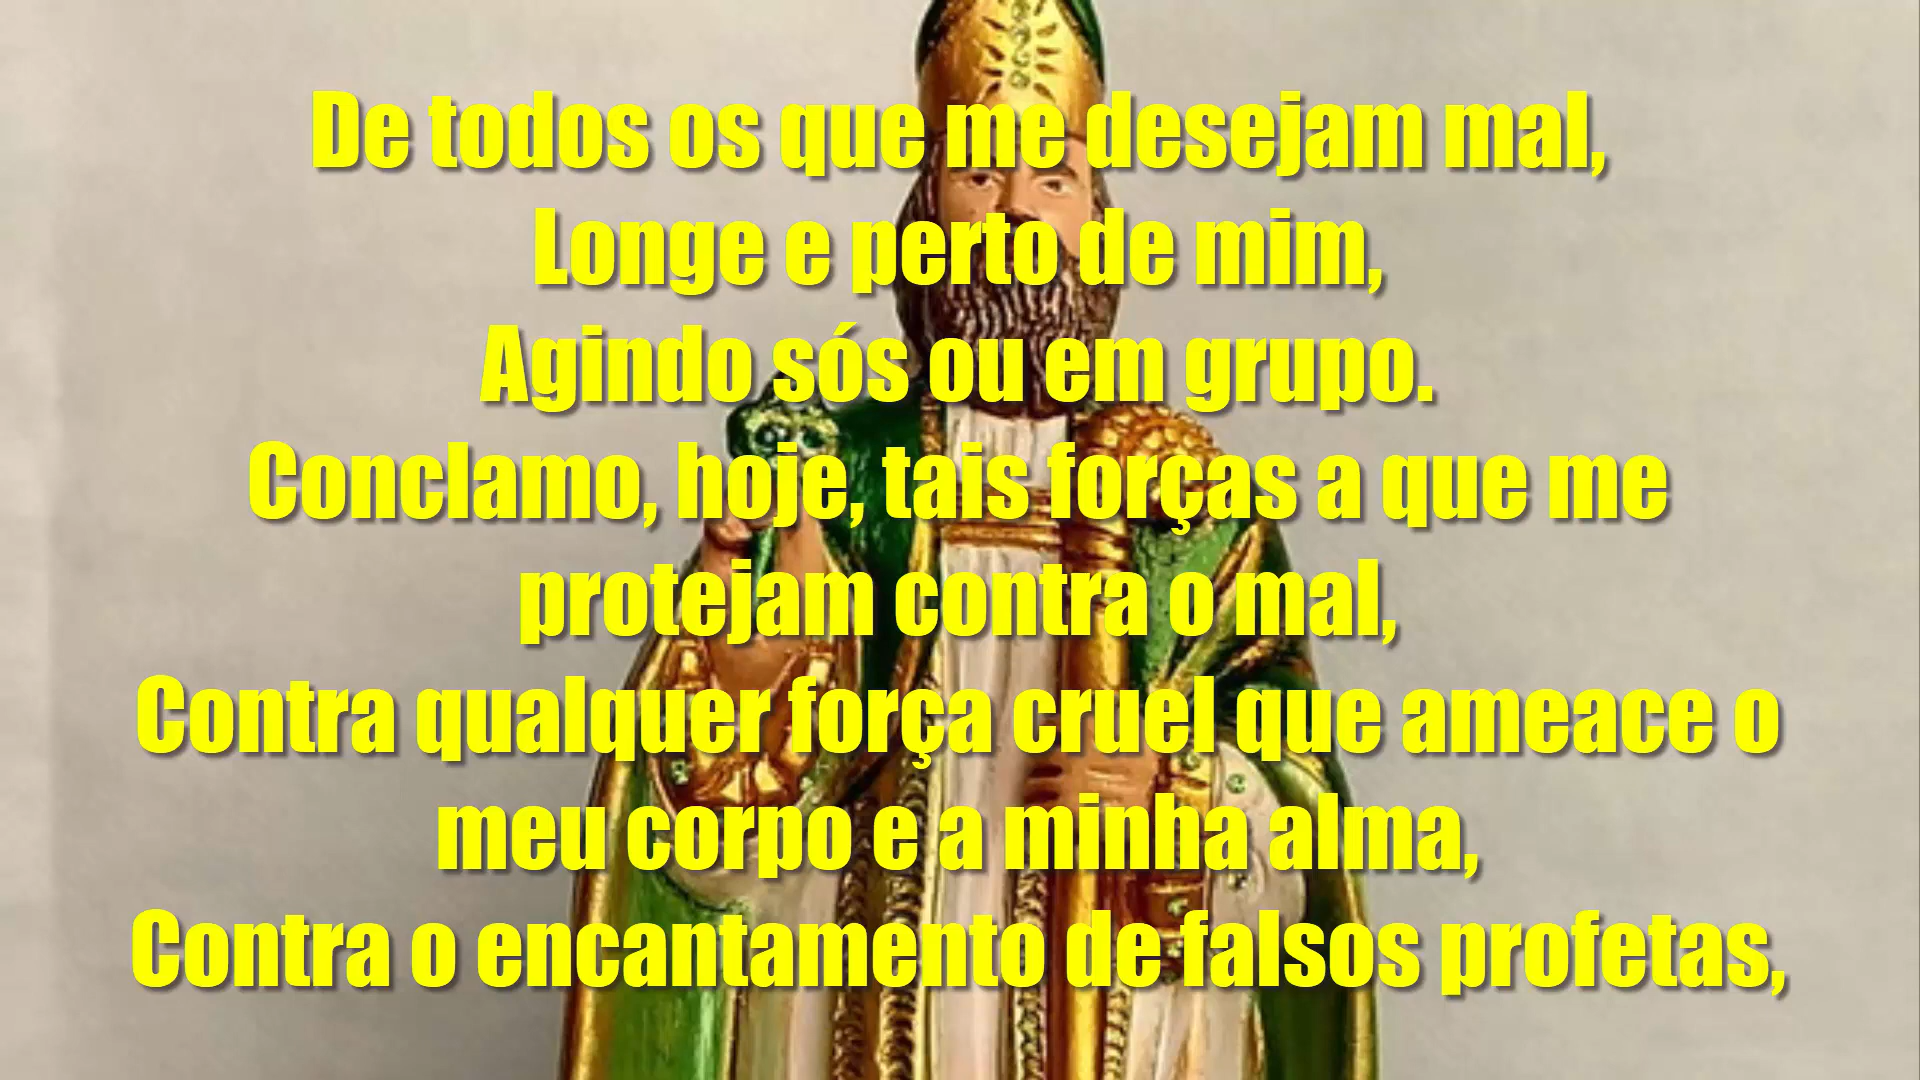 De todos os que me desejam mal,
Longe e perto de mim,
Agindo sós ou em grupo.
Conclamo, hoje, tais forças a que me
protejam contra o mal,
Contra qualquer força cruel que ameace o
meu corpo e a minha alma,
Contra o encantamento de falsos profetas,